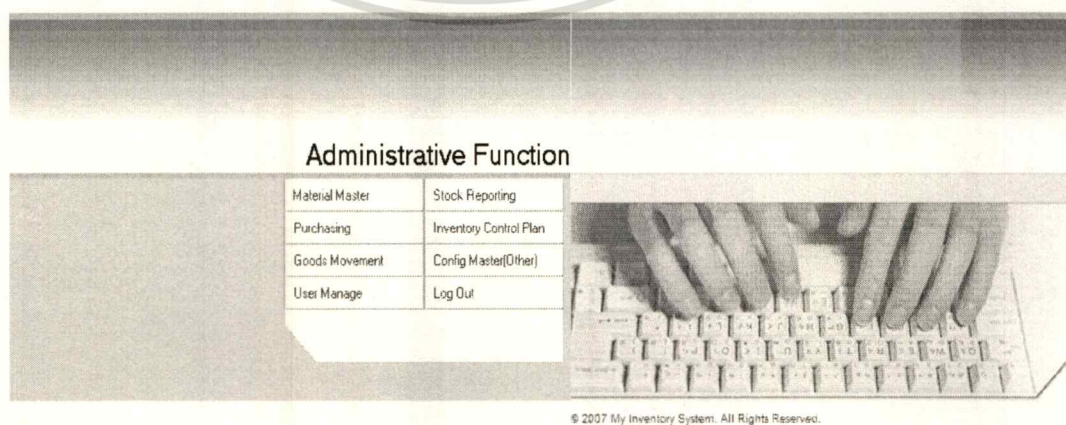 Administrative Function
Material Master Stock Reporting
Purchasing Inventory Control Plan
Goods Movement Config Master(Other)
User Manage Log Out
© 2007 My Inventory System. All Rights Reserved.